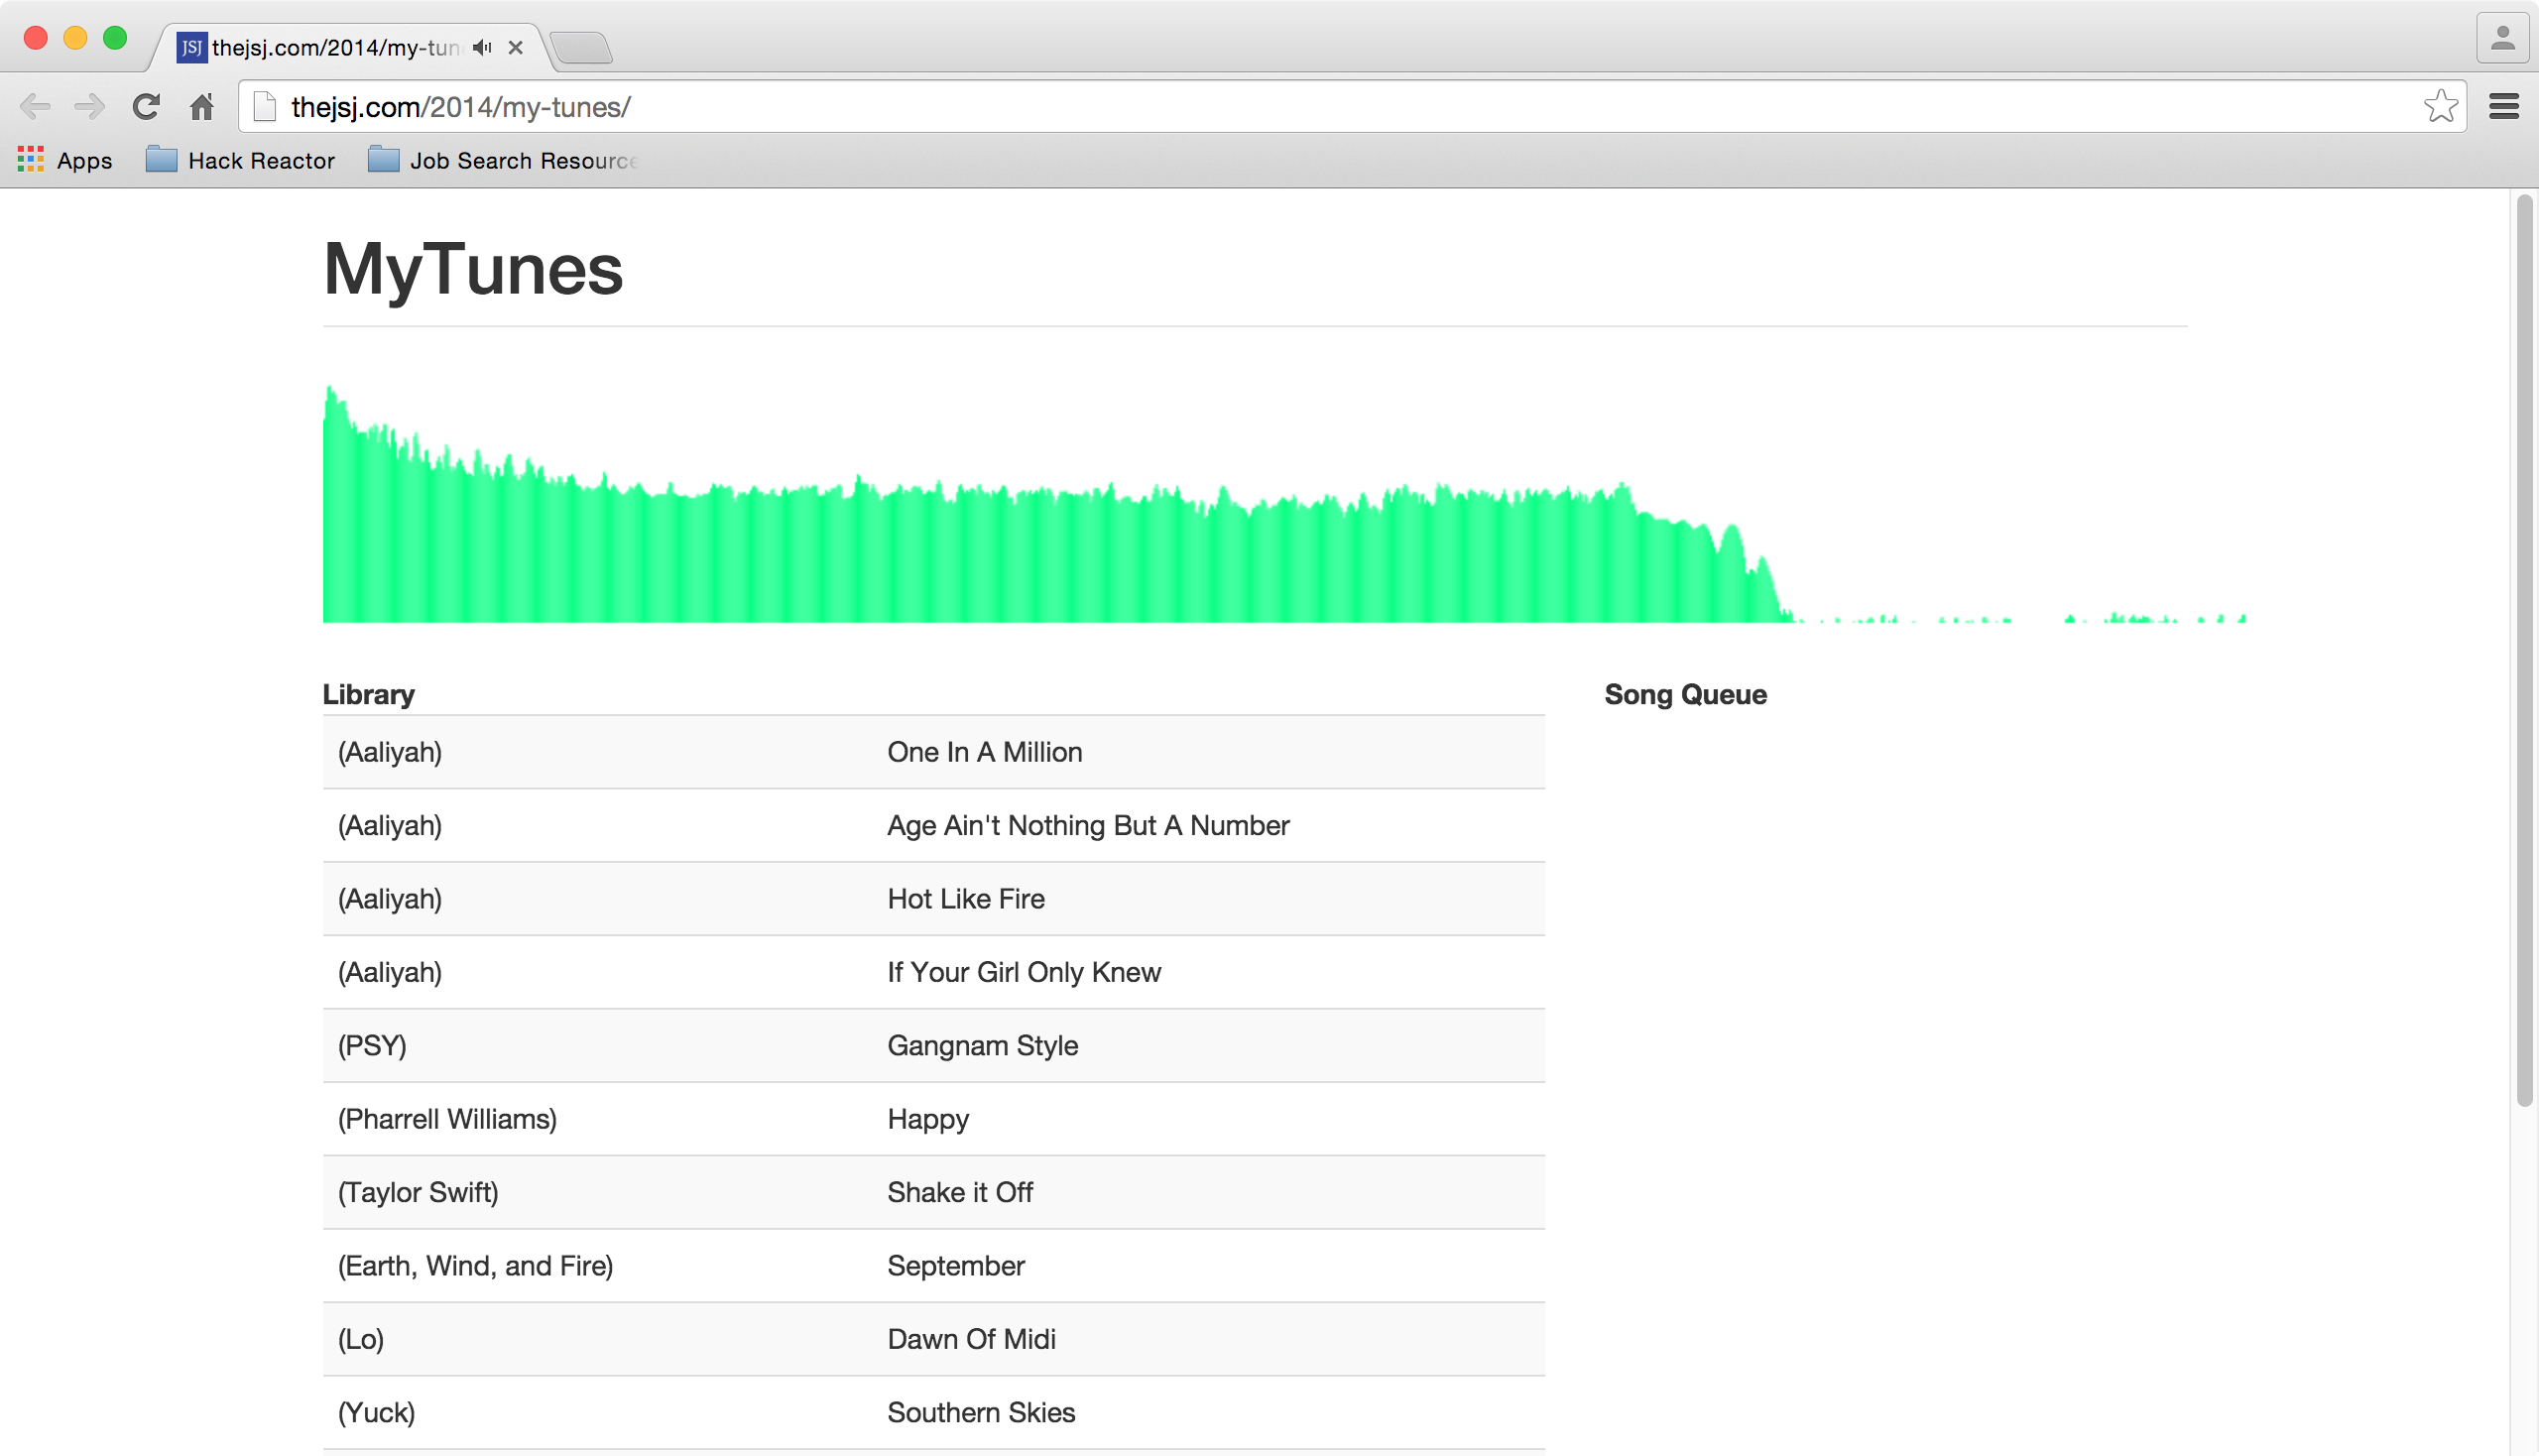 JSJ thejsj.com/2014/my-tun
thejsj.com/2014/my-tunes/
Apps Hack Reactor Job Search Resource
MyTunes
Library Song Queue
(Aaliyah) One In A Million
(Aaliyah) Age Ain't Nothing But A Number
(Aaliyah) Hot Like Fire
(Aaliyah) If Your Girl Only Knew
(PSY) Gangnam Style
(Pharrell Williams) Happy
(Taylor Swift) Shake it Off
(Earth, Wind, and Fire) September
(Lo) Dawn Of Midi
(Yuck) Southern Skies